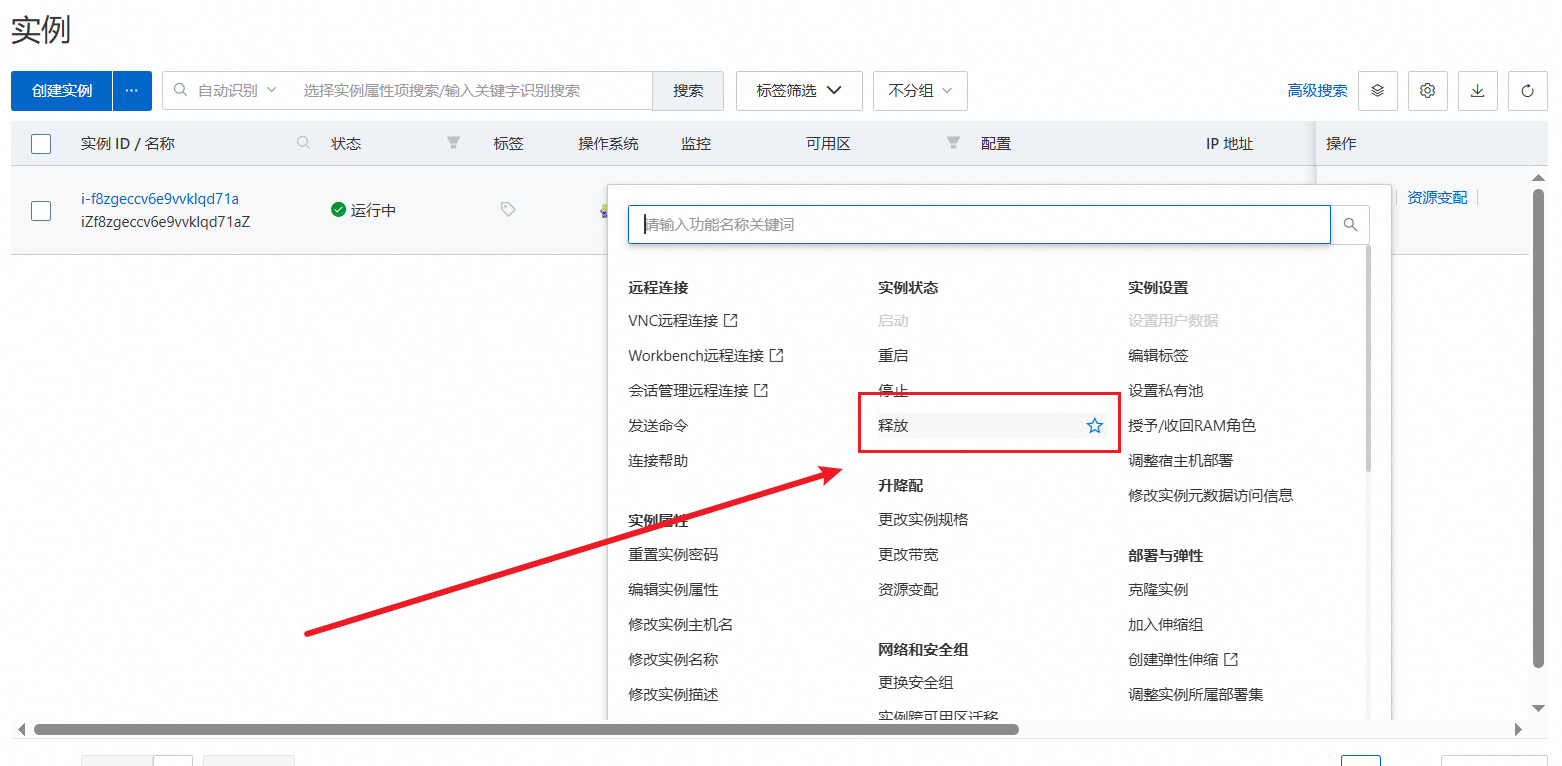 实例
创建实例 ··· 自动识别 选择实例属性项搜索/输入关键字识别搜索 搜索 标签筛选 不分组 高级搜索
实例 ID / 名称 状态 标签 操作系统 监控 可用区 配置 IP 地址 操作
i-f8zgeccv6e9vvklqd71a
iZf8zgeccv6e9vvklqd71aZ
运行中
资源变配
请输入功能名称关键词
远程连接
VNC远程连接
Workbench远程连接
会话管理远程连接
发送命令
连接帮助
实例属性
重置实例密码
编辑实例属性
修改实例主机名
修改实例名称
修改实例描述
实例状态
启动
重启
停止
释放
升降配
更改实例规格
更改带宽
资源变配
网络和安全组
更换安全组
实例跨可用区迁移
实例设置
设置用户数据
编辑标签
设置私有池
授予/收回RAM角色
调整宿主机部署
修改实例元数据访问信息
部署与弹性
克隆实例
加入伸缩组
创建弹性伸缩
调整实例所属部署集